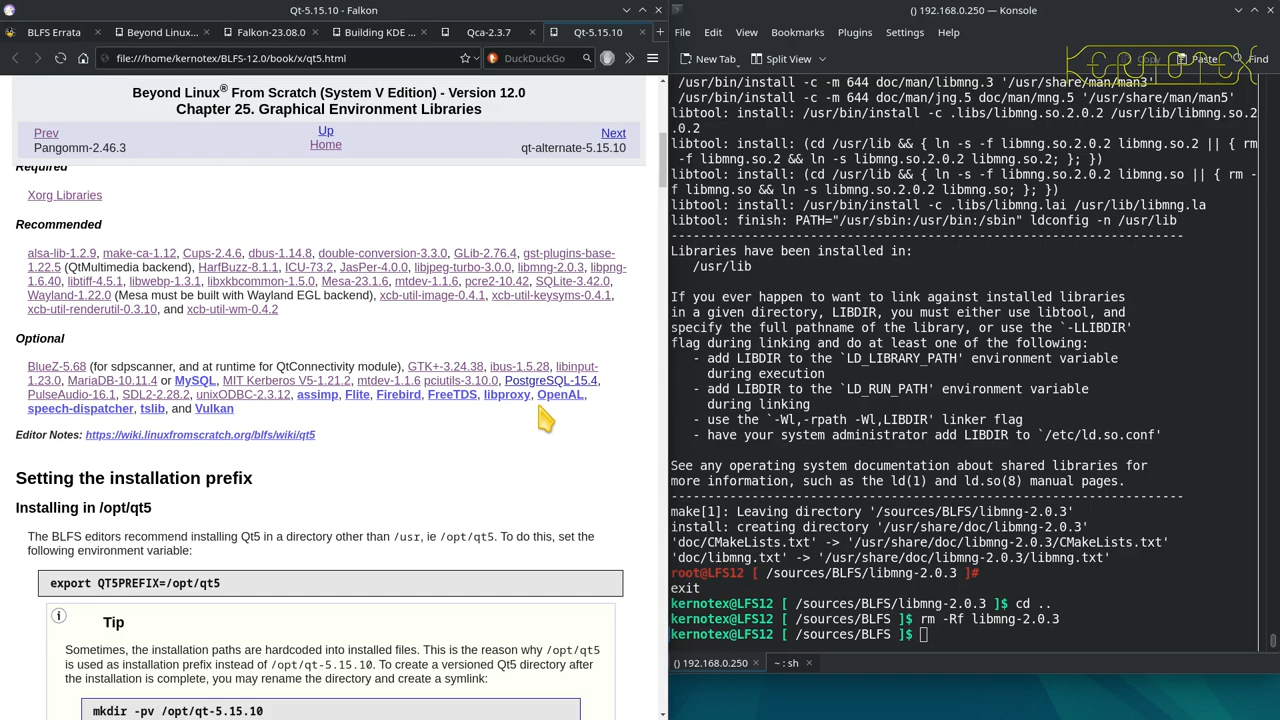 Qt-5.15.10 - Falkon
BLFS Errata
Beyond Linux...
Falkon-23.08.0
Building KDE ...
Qca-2.3.7
Qt-5.15.10
file:///home/kernotex/BLFS-12.0/book/x/qt5.html
DuckDuckGo
Beyond Linux® From Scratch (System V Edition) - Version 12.0
Chapter 25. Graphical Environment Libraries
Prev
Up
Next
Pangomm-2.46.3
Home
qt-alternate-5.15.10
Required
Xorg Libraries
Recommended
alsa-lib-1.2.9, make-ca-1.12, Cups-2.4.6, dbus-1.14.8, double-conversion-3.3.0, GLib-2.76.4, gst-plugins-base-
1.22.5 (QtMultimedia backend), HarfBuzz-8.1.1, ICU-73.2, JasPer-4.0.0, libjpeg-turbo-3.0.0, libmng-2.0.3, libpng-
1.6.40, libtiff-4.5.1, libwebp-1.3.1, libxkbcommon-1.5.0, Mesa-23.1.6, mtdev-1.1.6, pcre2-10.42, SQLite-3.42.0,
Wayland-1.22.0 (Mesa must be built with Wayland EGL backend), xcb-util-image-0.4.1, xcb-util-keysyms-0.4.1,
xcb-util-renderutil-0.3.10, and xcb-util-wm-0.4.2
Optional
BlueZ-5.68 (for sdpscanner, and at runtime for QtConnectivity module), GTK+-3.24.38, ibus-1.5.28, libinput-
1.23.0, MariaDB-10.11.4 or MySQL, MIT Kerberos V5-1.21.2, mtdev-1.1.6 pciutils-3.10.0, PostgreSQL-15.4,
PulseAudio-16.1, SDL2-2.28.2, unixODBC-2.3.12, assimp, Flite, Firebird, FreeTDS, libproxy, OpenAL,
speech-dispatcher, tslib, and Vulkan
Editor Notes: https://wiki.linuxfromscratch.org/blfs/wiki/qt5
Setting the installation prefix
Installing in /opt/qt5
The BLFS editors recommend installing Qt5 in a directory other than /usr, ie /opt/qt5. To do this, set the
following environment variable:
export QT5PREFIX=/opt/qt5
Tip
Sometimes, the installation paths are hardcoded into installed files. This is the reason why /opt/qt5
is used as installation prefix instead of /opt/qt-5.15.10. To create a versioned Qt5 directory after
the installation is complete, you may rename the directory and create a symlink:
mkdir -pv /opt/qt-5.15.10
() 192.168.0.250 — Konsole
File Edit View Bookmarks Plugins Settings Help
New Tab
Split View
Copy
Paste
Find
KERNOTEX
/usr/bin/install -c -m 644 doc/man/libmng.3 '/usr/share/man/man3'
/usr/bin/install -c -m 644 doc/man/jng.5 doc/man/mng.5 '/usr/share/man/man5'
libtool: install: /usr/bin/install -c .libs/libmng.so.2.0.2 /usr/lib/libmng.so.2
.0.2
libtool: install: (cd /usr/lib && { ln -s -f libmng.so.2.0.2 libmng.so.2 || { rm
-f libmng.so.2 && ln -s libmng.so.2.0.2 libmng.so.2; }; })
libtool: install: (cd /usr/lib && { ln -s -f libmng.so.2.0.2 libmng.so || { rm -
f libmng.so && ln -s libmng.so.2.0.2 libmng.so; }; })
libtool: install: /usr/bin/install -c .libs/libmng.lai /usr/lib/libmng.la
libtool: finish: PATH="/usr/sbin:/usr/bin:/sbin" ldconfig -n /usr/lib
----------------------------------------------------------------------
Libraries have been installed in:
/usr/lib
If you ever happen to want to link against installed libraries
in a given directory, LIBDIR, you must either use libtool, and
specify the full pathname of the library, or use the `-LLIBDIR'
flag during linking and do at least one of the following:
- add LIBDIR to the `LD_LIBRARY_PATH' environment variable
during execution
- add LIBDIR to the `LD_RUN_PATH' environment variable
during linking
- use the `-Wl,-rpath -Wl,LIBDIR' linker flag
- have your system administrator add LIBDIR to `/etc/ld.so.conf'
See any operating system documentation about shared libraries for
more information, such as the ld(1) and ld.so(8) manual pages.
----------------------------------------------------------------------
make[1]: Leaving directory '/sources/BLFS/libmng-2.0.3'
install: creating directory '/usr/share/doc/libmng-2.0.3'
'doc/CMakeLists.txt' -> '/usr/share/doc/libmng-2.0.3/CMakeLists.txt'
'doc/libmng.txt' -> '/usr/share/doc/libmng-2.0.3/libmng.txt'
root@LFS12 [ /sources/BLFS/libmng-2.0.3 ]#
exit
kernotex@LFS12 [ /sources/BLFS/libmng-2.0.3 ]$ cd ..
kernotex@LFS12 [ /sources/BLFS ]$ rm -Rf libmng-2.0.3
kernotex@LFS12 [ /sources/BLFS ]$
() 192.168.0.250
~ : sh